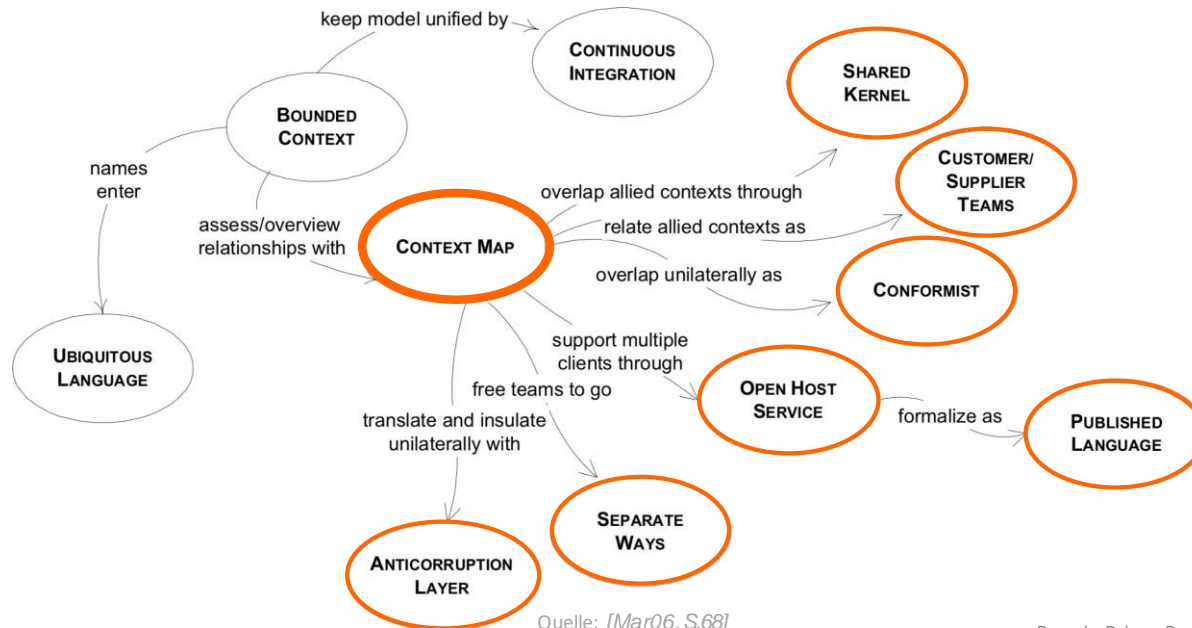 keep model unified by
CONTINUOUS
INTEGRATION
SHARED
KERNEL
BOUNDED
CONTEXT
names
enter
CUSTOMER/
SUPPLIER
TEAMS
overlap allied contexts through
assess/overview
relationships with
relate allied contexts as
CONTEXT MAP
overlap unilaterally as
CONFORMIST
UBIQUITOUS
LANGUAGE
support multiple
clients through
free teams to go
OPEN HOST
SERVICE
formalize as
PUBLISHED
LANGUAGE
translate and insulate
unilaterally with
SEPARATE
WAYS
ANTICORRUPTION
LAYER
Quelle: [Mar06, S.68]